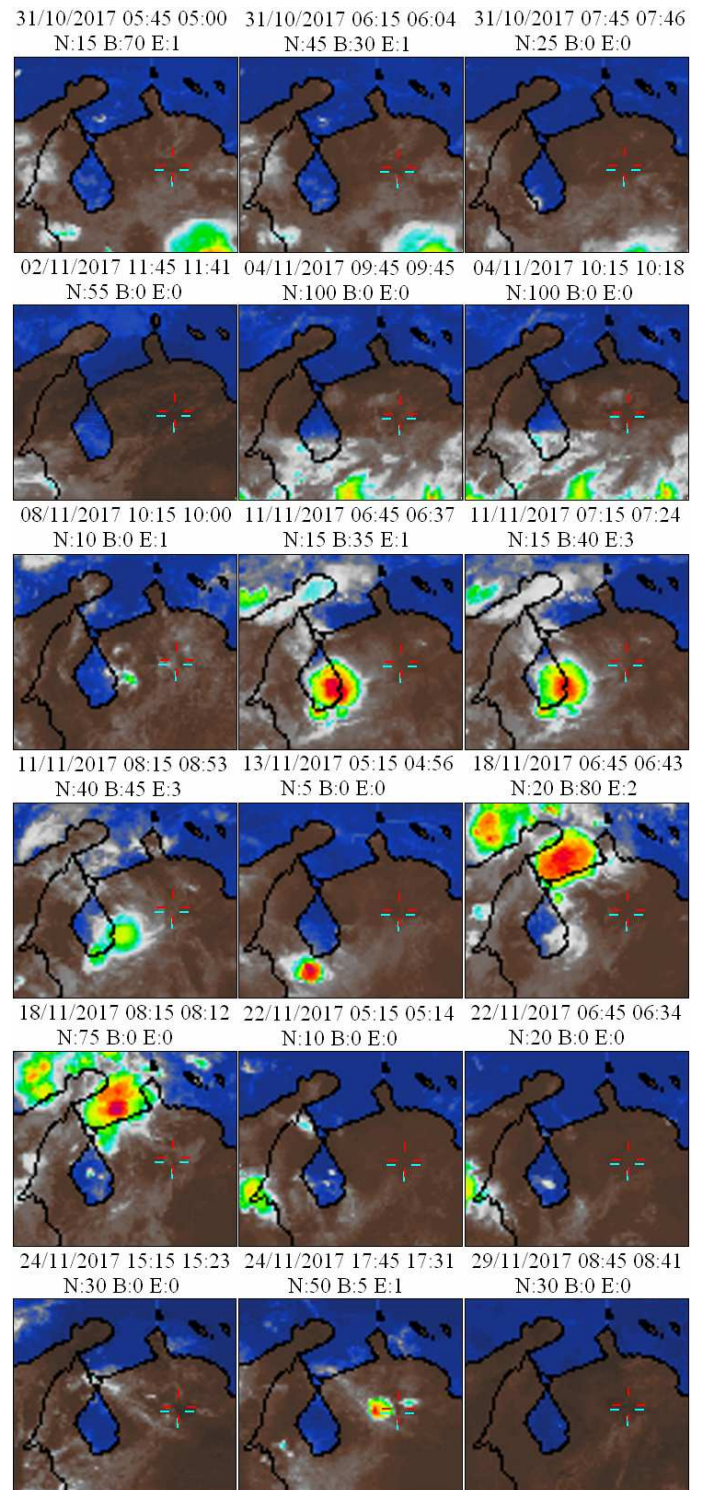 31/10/2017 05:45 05:00 31/10/2017 06:15 06:04 31/10/2017 07:45 07:46
N:15 B:70 E:1 N:45 B:30 E:1 N:25 B:0 E:0
02/11/2017 11:45 11:41 04/11/2017 09:45 09:45 04/11/2017 10:15 10:18
N:55 B:0 E:0 N:100 B:0 E:0 N:100 B:0 E:0
08/11/2017 10:15 10:00 11/11/2017 06:45 06:37 11/11/2017 07:15 07:24
N:10 B:0 E:1 N:15 B:35 E:1 N:15 B:40 E:3
11/11/2017 08:15 08:53 13/11/2017 05:15 04:56 18/11/2017 06:45 06:43
N:40 B:45 E:3 N:5 B:0 E:0 N:20 B:80 E:2
18/11/2017 08:15 08:12 22/11/2017 05:15 05:14 22/11/2017 06:45 06:34
N:75 B:0 E:0 N:10 B:0 E:0 N:20 B:0 E:0
24/11/2017 15:15 15:23 24/11/2017 17:45 17:31 29/11/2017 08:45 08:41
N:30 B:0 E:0 N:50 B:5 E:1 N:30 B:0 E:0